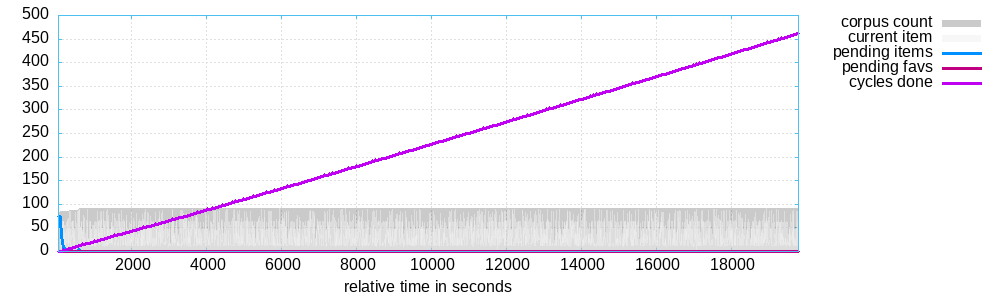 500
450
400
350
300
250
200
150
100
50
0
2000 4000 6000 8000 10000 12000 14000 16000 18000
relative time in seconds
corpus count
current item
pending items
pending favs
cycles done